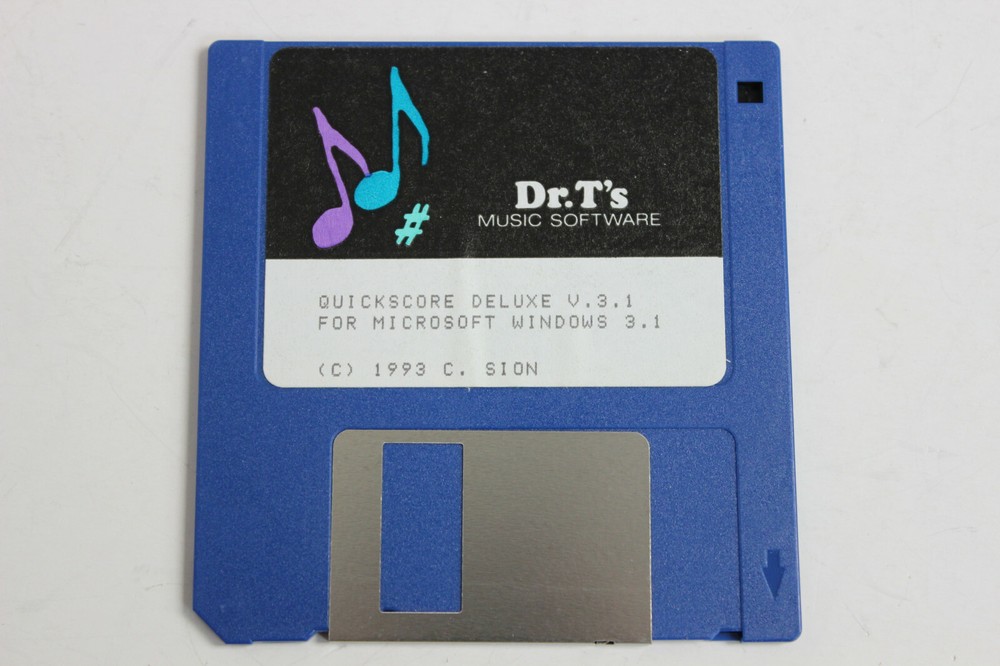 Dr.T's
MUSIC SOFTWARE
QUICKSCORE DELUXE V.3.1
FOR MICROSOFT WINDOWS 3.1
(C) 1993 C. SION